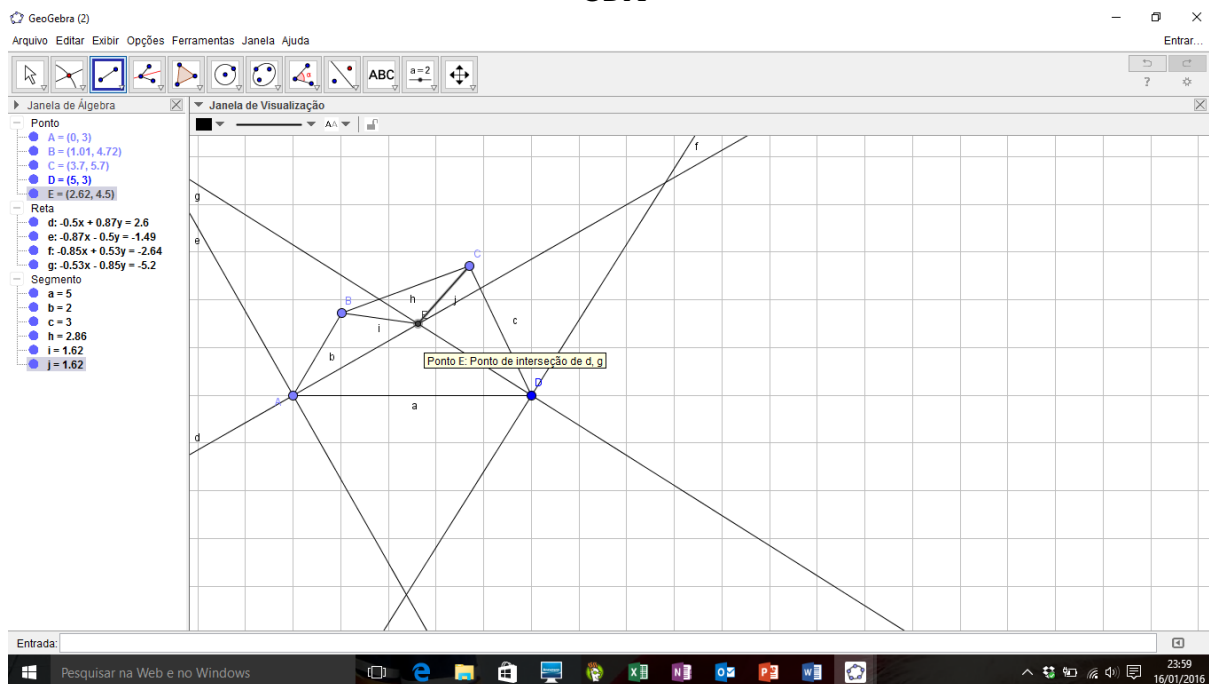 GeoGebra (2)
Arquivo Editar Exibir Opções Ferramentas Janela Ajuda
Entrar...
ABC
a=2
Janela de Álgebra
Ponto
A = (0, 3)
B = (1.01, 4.72)
C = (3.7, 5.7)
D = (5, 3)
E = (2.62, 4.5)
Reta
d: -0.5x + 0.87y = 2.6
e: -0.87x - 0.5y = -1.49
f: -0.85x + 0.53y = -2.64
g: -0.53x - 0.85y = -5.2
Segmento
a = 5
b = 2
c = 3
h = 2.86
i = 1.62
j = 1.62
Janela de Visualização
AA
f
g
e
C
B
h
j
E
i
c
b
Ponto E: Ponto de interseção de d, g
D
A
a
d
Entrada:
Pesquisar na Web e no Windows
23:59
16/01/2016